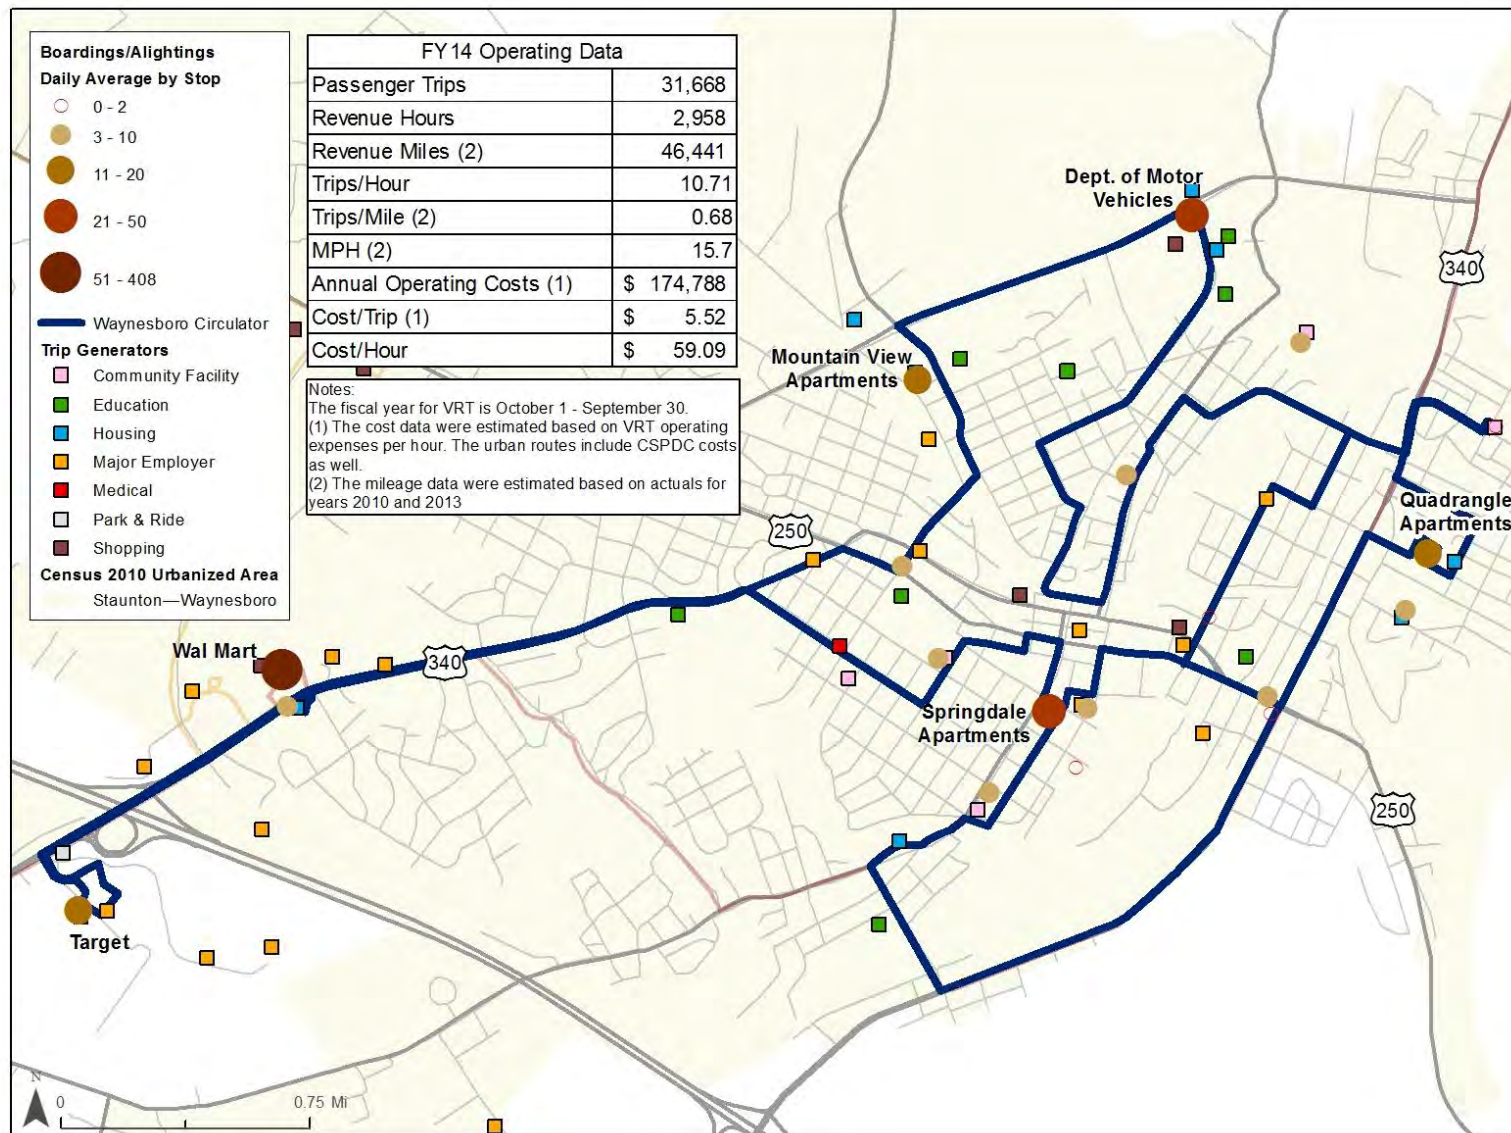 Boardings/Alightings
Daily Average by Stop
0 - 2
3 - 10
11 - 20
21 - 50
51 - 408
Waynesboro Circulator
Trip Generators
Community Facility
Education
Housing
Major Employer
Medical
Park & Ride
Shopping
Census 2010 Urbanized Area
Staunton—Waynesboro
FY14 Operating Data
Passenger Trips 31,668
Revenue Hours 2,958
Revenue Miles (2) 46,441
Trips/Hour 10.71
Trips/Mile (2) 0.68
MPH (2) 15.7
Annual Operating Costs (1) $ 174,788
Cost/Trip (1) $ 5.52
Cost/Hour $ 59.09
Notes:
The fiscal year for VRT is October 1 - September 30.
(1) The cost data were estimated based on VRT operating
expenses per hour. The urban routes include CSPDC costs
as well.
(2) The mileage data were estimated based on actuals for
years 2010 and 2013
Dept. of Motor
Vehicles
340
Mountain View
Apartments
Quadrangle
Apartments
250
Wal Mart
340
Springdale
Apartments
250
Target
N
0 0.75 Mi